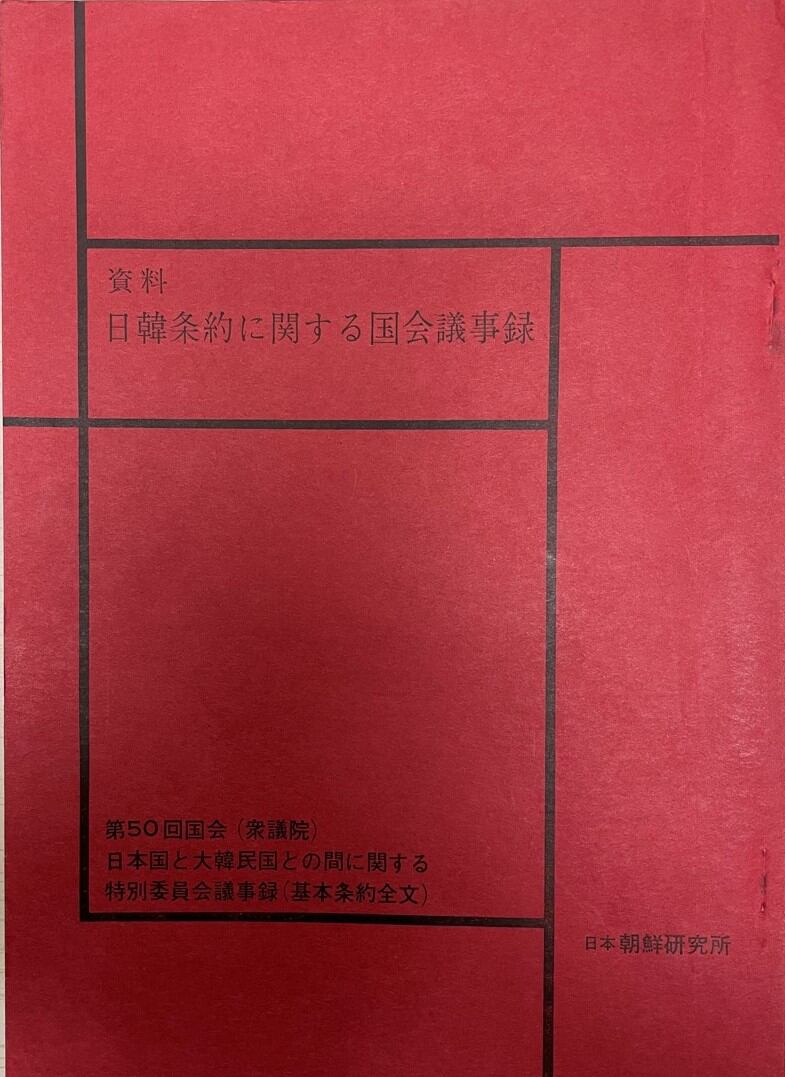 資料
日韓条約に関する国会議事録
第50回国会(衆議院)
日本国と大韓民国との間に関する
特別委員会議事録(基本条約全文)
日本朝鮮研究所